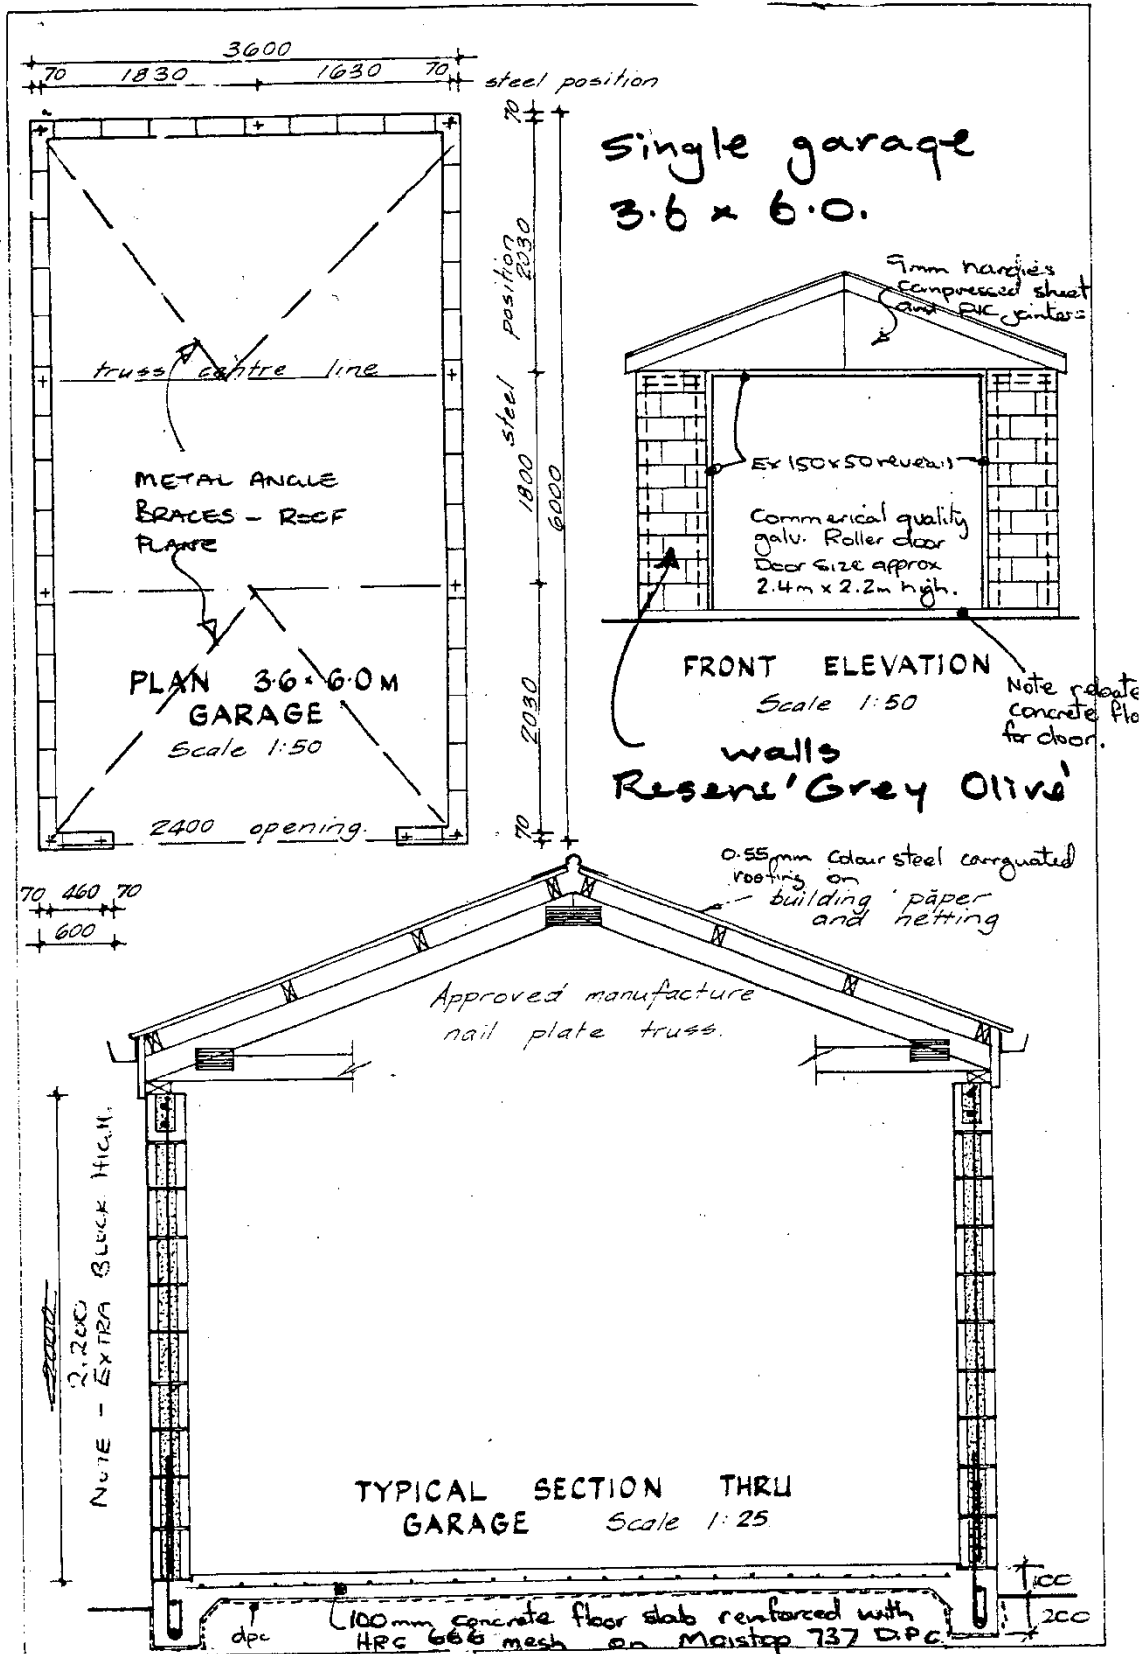 3600
70 1830 1630 70
steel position
single garage
3.6 x 6.0.
70
steel position
2030
1800
6000
2030
70
truss centre line
METAL ANGLE
BRACES - ROOF
PLANE
PLAN 3.6 x 6.0M
GARAGE
Scale 1:50
2400 opening.
70 460 70
600
9mm hardies
compressed sheet
and PVC jointers
Ex 150x50 reveals
Commerical quality
galv. Roller door
Door size approx
2.4m x 2.2m high.
FRONT ELEVATION
Scale 1:50
Note rebate
concrete flo
for door.
walls
Resene 'Grey Olive'
0.55mm Colour steel corrguated
roofing on
building paper
and netting
Approved manufacture
nail plate truss.
2000
2,200
NOTE - EXTRA BLOCK HIGH.
TYPICAL SECTION THRU
GARAGE Scale 1:25
100
200
dpc
100mm concrete floor slab reinforced with
HRC 666 mesh on Moistop 737 D.P.C.